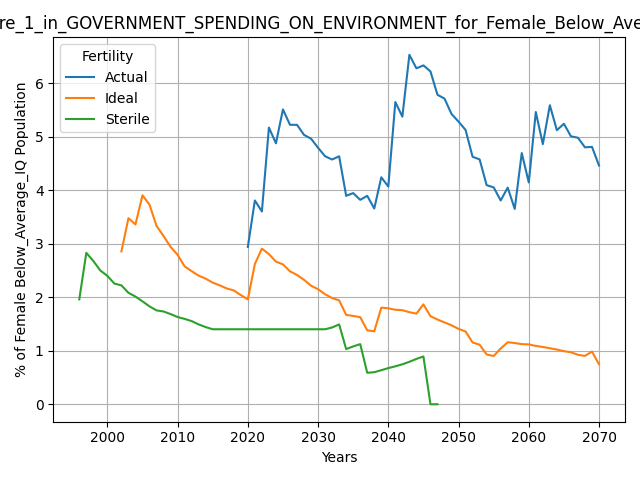 re_1_in_GOVERNMENT_SPENDING_ON_ENVIRONMENT_for_Female_Below_Ave
Fertility
Actual
Ideal
Sterile
% of Female Below_Average_IQ Population
6
5
4
3
2
1
0
2000 2010 2020 2030 2040 2050 2060 2070
Years